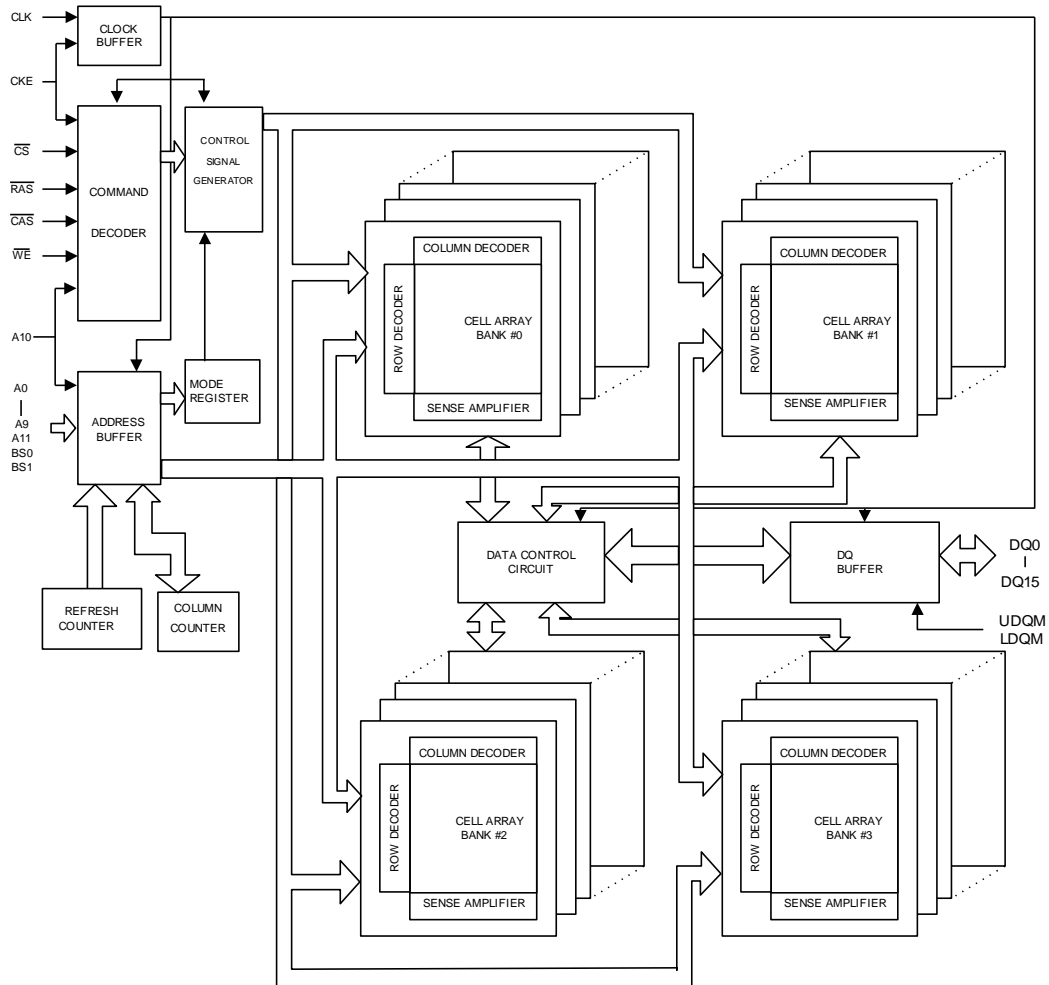 CLK
CLOCK
BUFFER
CKE
CS
RAS
CAS
WE
COMMAND
DECODER
CONTROL
SIGNAL
GENERATOR
A10
A0
A9
A11
BS0
BS1
ADDRESS
BUFFER
MODE
REGISTER
REFRESH
COUNTER
COLUMN
COUNTER
COLUMN DECODER
ROW DECODER
CELL ARRAY
BANK #0
SENSE AMPLIFIER
COLUMN DECODER
ROW DECODER
CELL ARRAY
BANK #1
SENSE AMPLIFIER
DATA CONTROL
CIRCUIT
DQ
BUFFER
DQ0
DQ15
UDQM
LDQM
COLUMN DECODER
ROW DECODER
CELL ARRAY
BANK #2
SENSE AMPLIFIER
COLUMN DECODER
ROW DECODER
CELL ARRAY
BANK #3
SENSE AMPLIFIER